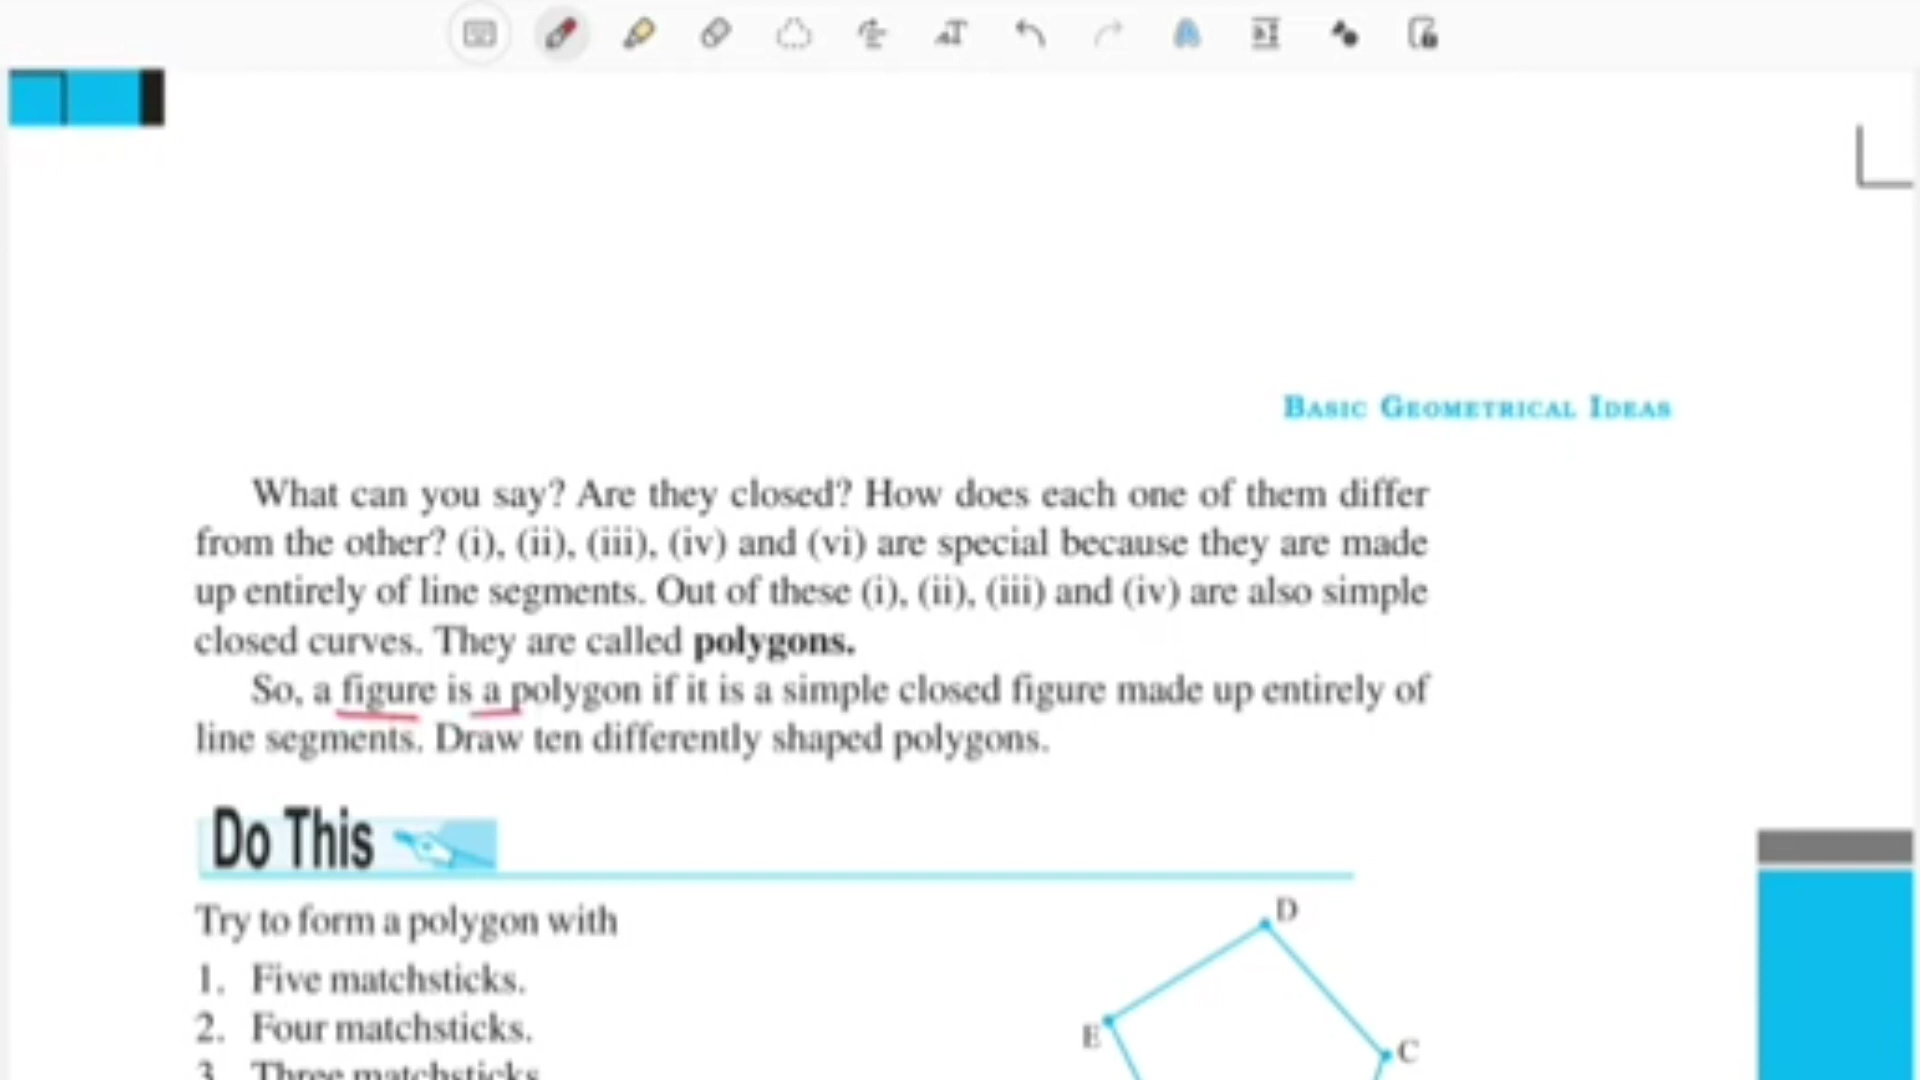 BASIC GEOMETRICAL IDEAS
What can you say? Are they closed? How does each one of them differ
from the other? (i), (ii), (iii), (iv) and (vi) are special because they are made
up entirely of line segments. Out of these (i), (ii), (iii) and (iv) are also simple
closed curves. They are called polygons.
So, a figure is a polygon if it is a simple closed figure made up entirely of
line segments. Draw ten differently shaped polygons.
Do This
Try to form a polygon with
1. Five matchsticks.
2. Four matchsticks.
3. Three matchsticks.
D
E
C